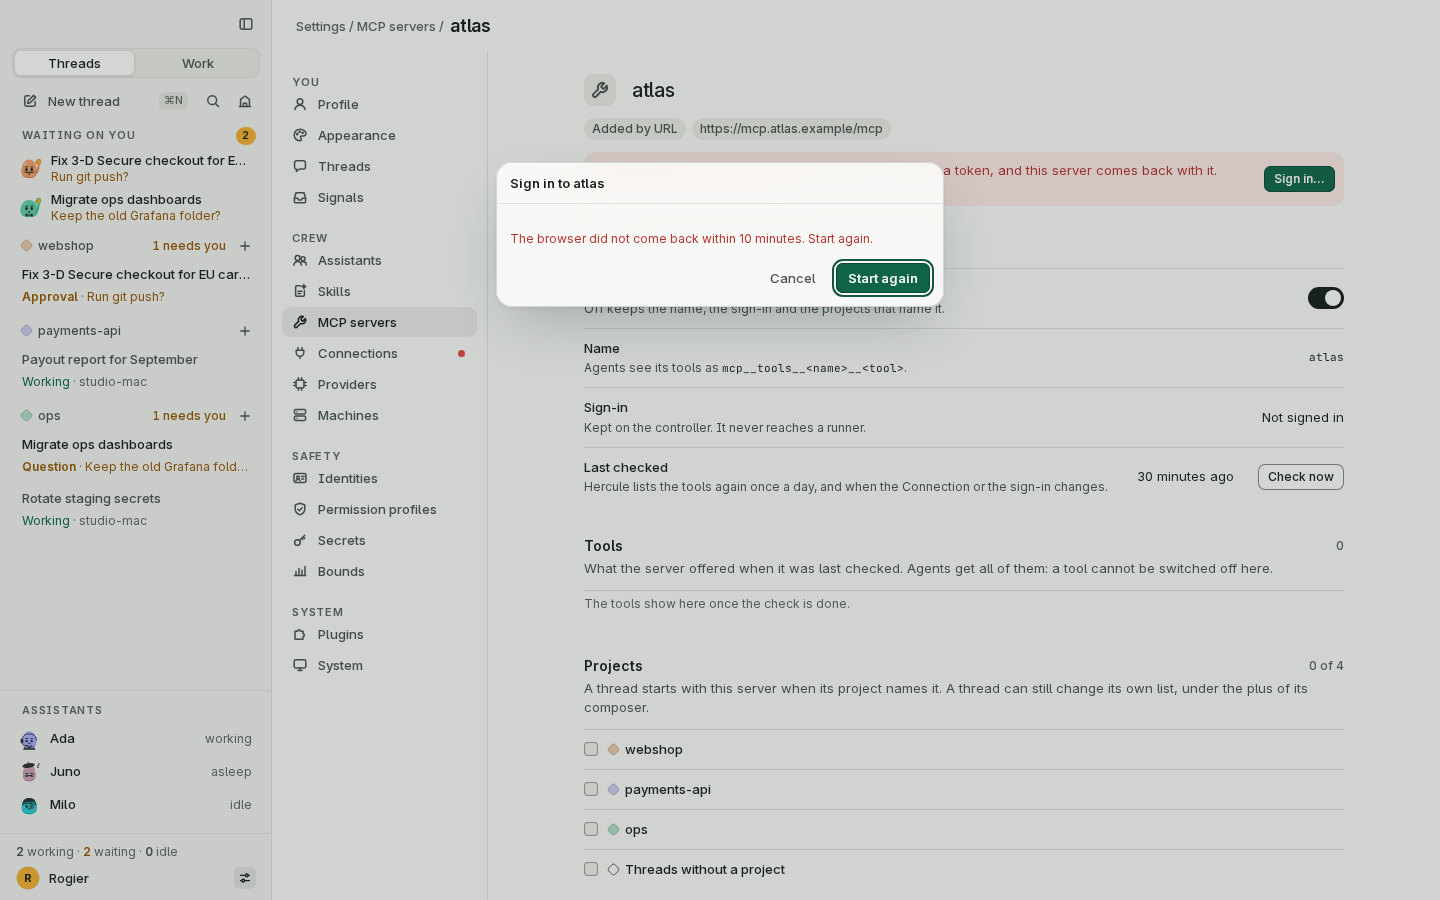 Threads
Work
New thread
⌘N
WAITING ON YOU
2
Fix 3-D Secure checkout for E…
Run git push?
Migrate ops dashboards
Keep the old Grafana folder?
webshop
1 needs you
Fix 3-D Secure checkout for EU car…
Approval · Run git push?
payments-api
Payout report for September
Working · studio-mac
ops
1 needs you
Migrate ops dashboards
Question · Keep the old Grafana fold…
Rotate staging secrets
Working · studio-mac
ASSISTANTS
Ada
working
Juno
asleep
Milo
idle
2 working · 2 waiting · 0 idle
R
Rogier
Settings / MCP servers / atlas
YOU
Profile
Appearance
Threads
Signals
CREW
Assistants
Skills
MCP servers
Connections
Providers
Machines
SAFETY
Identities
Permission profiles
Secrets
Bounds
SYSTEM
Plugins
System
atlas
Added by URL
https://mcp.atlas.example/mcp
a token, and this server comes back with it.
Sign in…
Sign in to atlas
The browser did not come back within 10 minutes. Start again.
Cancel
Start again
Off keeps the name, the sign-in and the projects that name it.
Name
Agents see its tools as mcp__tools__<name>__<tool>.
atlas
Sign-in
Kept on the controller. It never reaches a runner.
Not signed in
Last checked
Hercule lists the tools again once a day, and when the Connection or the sign-in changes.
30 minutes ago
Check now
Tools
0
What the server offered when it was last checked. Agents get all of them: a tool cannot be switched off here.
The tools show here once the check is done.
Projects
0 of 4
A thread starts with this server when its project names it. A thread can still change its own list, under the plus of its
composer.
webshop
payments-api
ops
Threads without a project